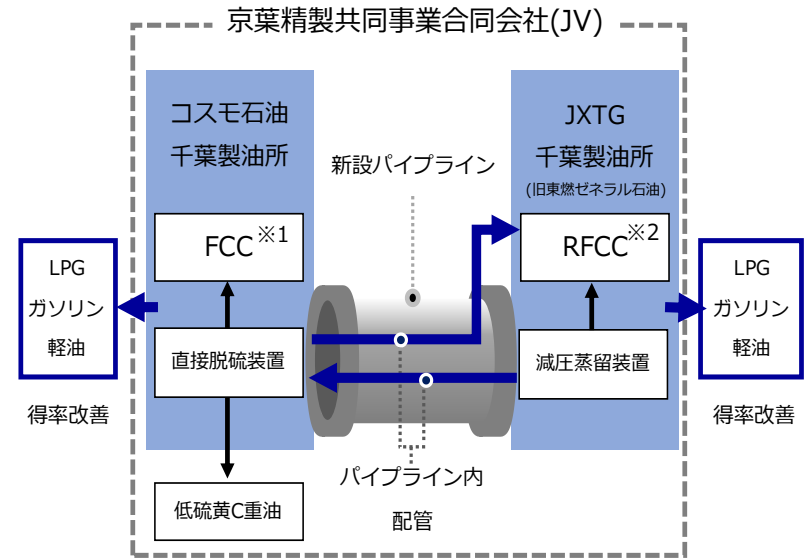 京葉精製共同事業合同会社(JV)
コスモ石油
千葉製油所
新設パイプライン
JXTG
千葉製油所
(旧東燃ゼネラル石油)
FCC※1
RFCC※2
LPG
ガソリン
軽油
得率改善
直接脱硫装置
減圧蒸留装置
LPG
ガソリン
軽油
得率改善
低硫黄C重油
パイプライン内
配管